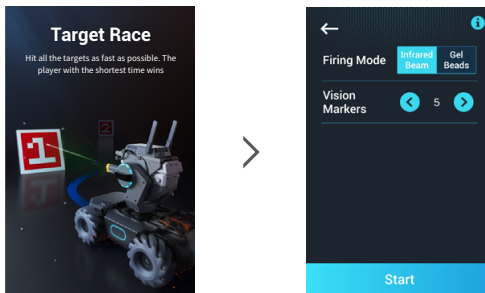 Target Race
Hit all the targets as fast as possible. The
player with the shortest time wins
1
2
Firing Mode
Infrared
Beam
Gel
Beads
Vision
Markers
5
Start